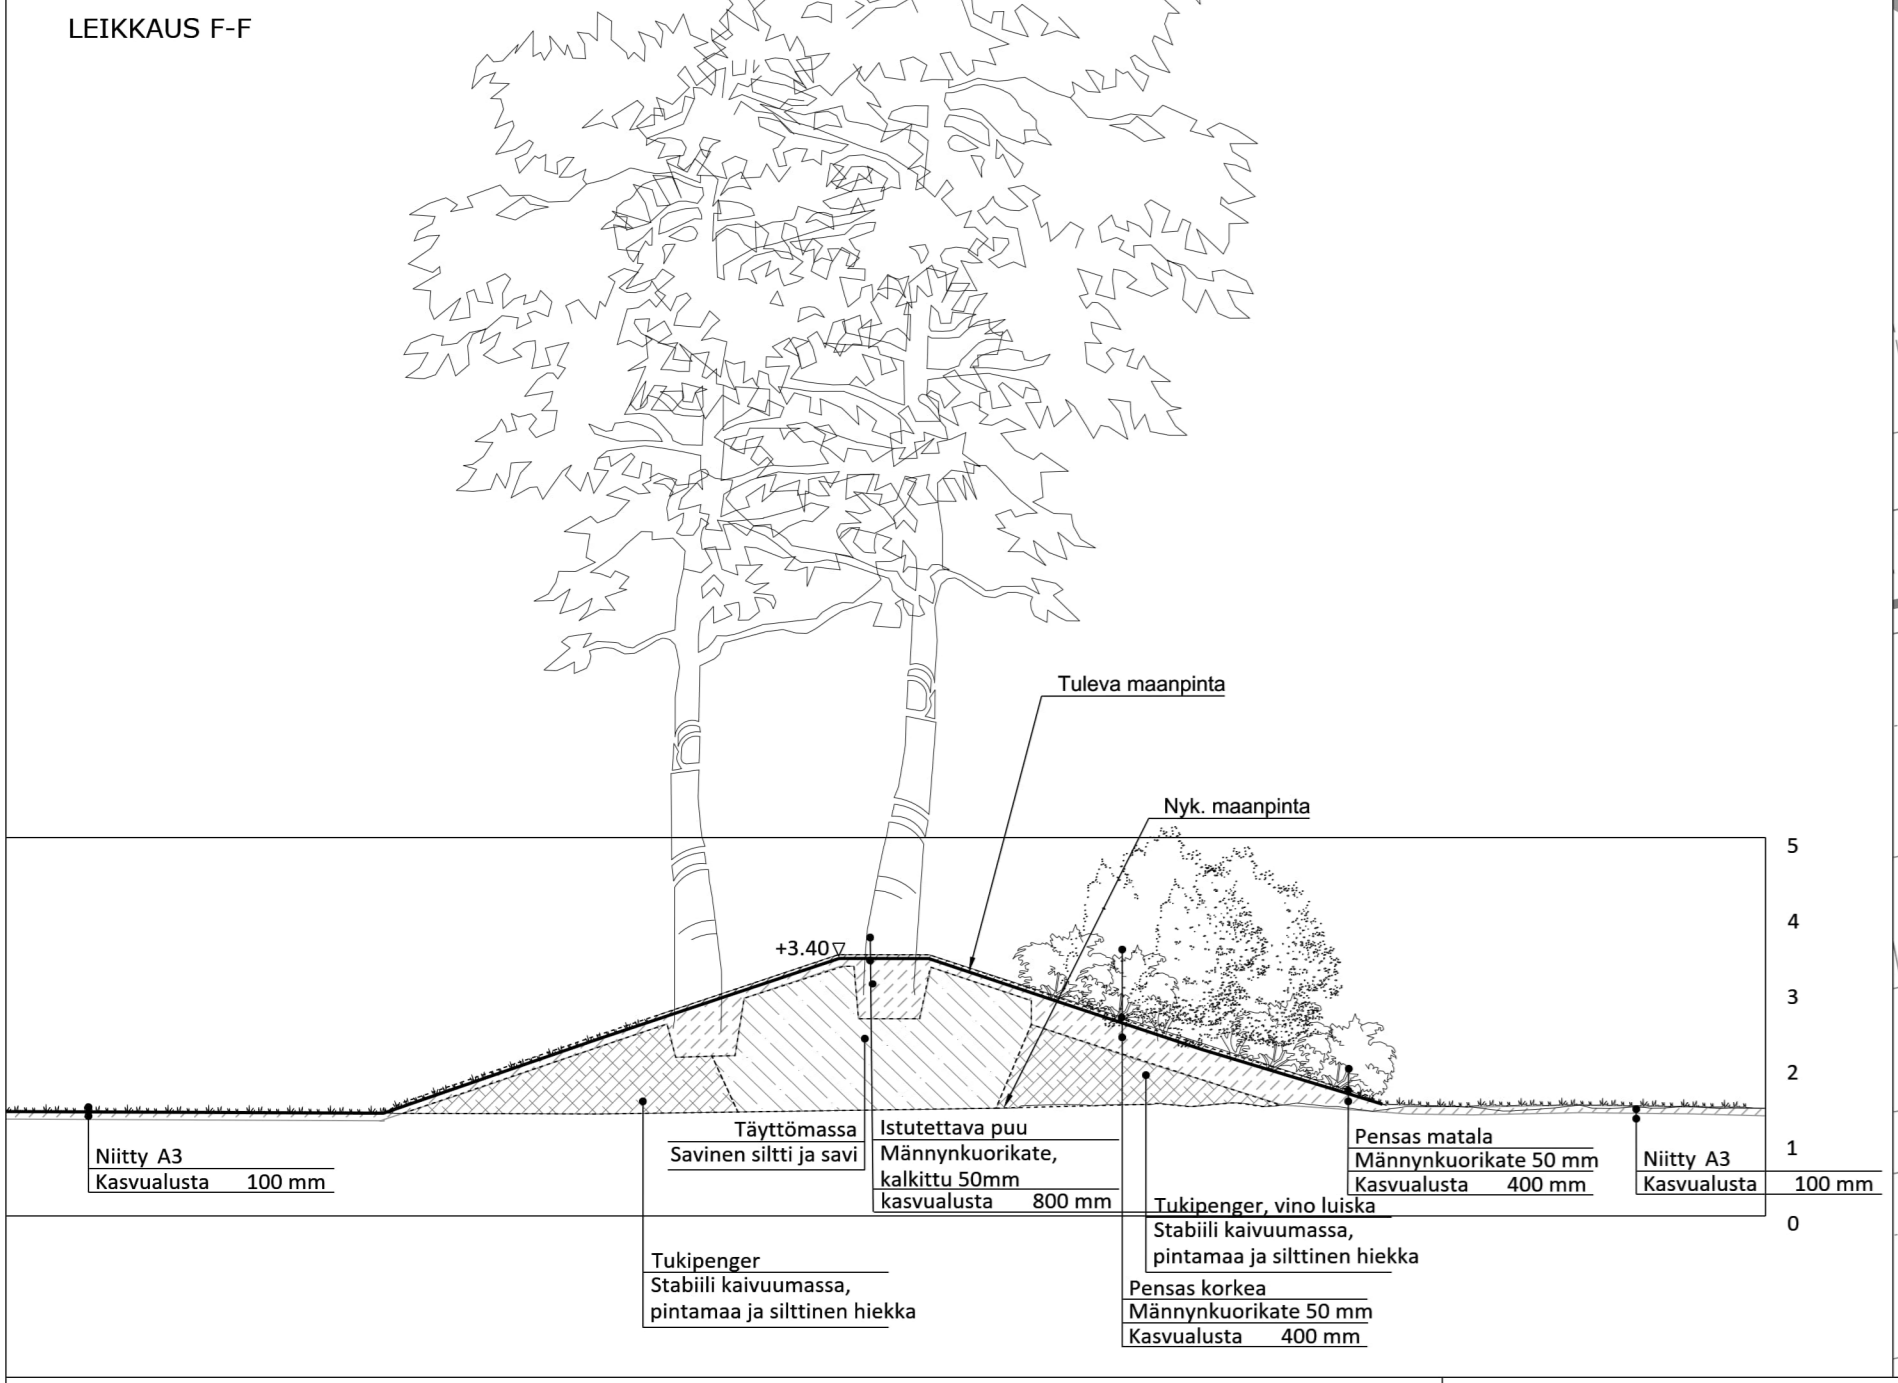 LEIKKAUS F-F
Tuleva maanpinta
Nyk. maanpinta
5
4
3
2
1
0
+3.40
Niitty A3
Kasvualusta 100 mm
Täyttömassa
Savinen siltti ja savi
Istutettava puu
Männynkuorikate,
kalkittu 50mm
kasvualusta 800 mm
Pensas matala
Männynkuorikate 50 mm
Kasvualusta 400 mm
Niitty A3
Kasvualusta 100 mm
Tukipenger, vino luiska
Stabiili kaivuumassa,
pintamaa ja silttinen hiekka
Tukipenger
Stabiili kaivuumassa,
pintamaa ja silttinen hiekka
Pensas korkea
Männynkuorikate 50 mm
Kasvualusta 400 mm